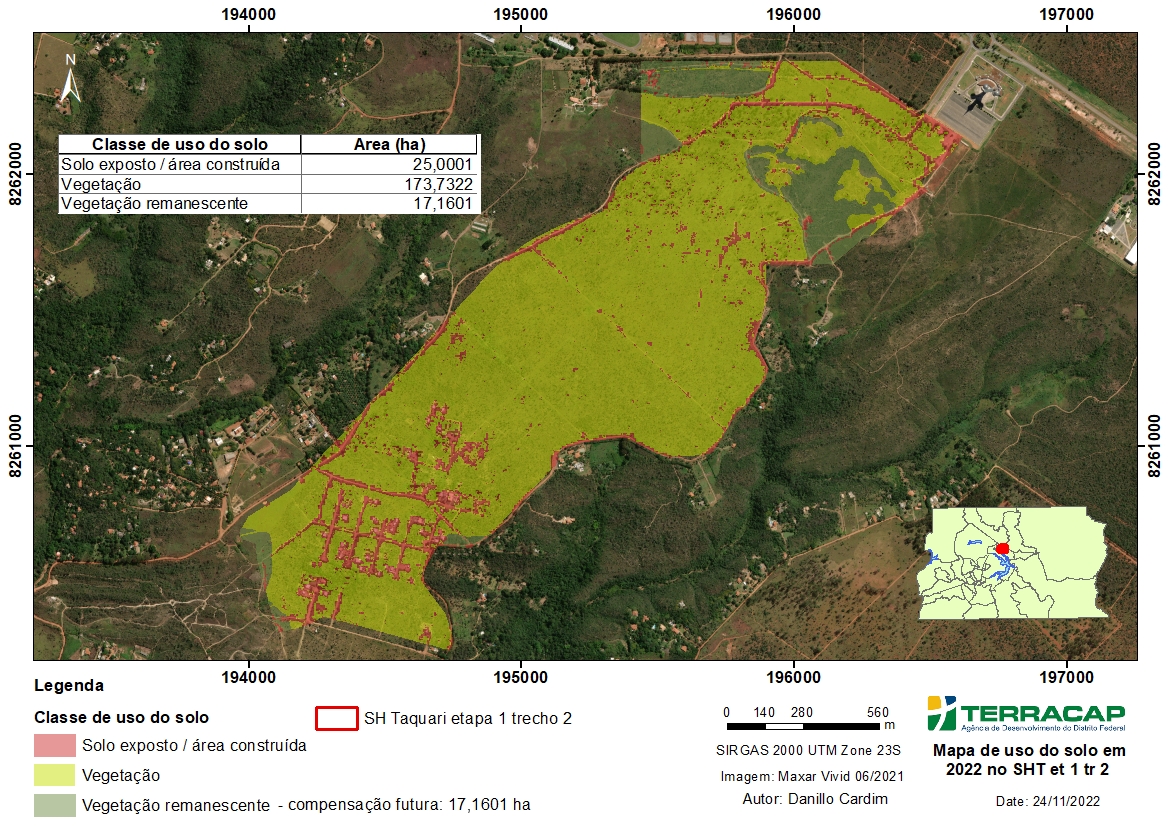 194000 195000 196000 197000
N
Classe de uso do solo Area (ha)
Solo exposto / área construída 25,0001
Vegetação 173,7322
Vegetação remanescente 17,1601
8262000 8262000
8261000 8261000
194000 195000 196000 197000
Legenda
Classe de uso do solo
SH Taquari etapa 1 trecho 2
Solo exposto / área construída
Vegetação
Vegetação remanescente - compensação futura: 17,1601 ha
0 140 280 560
m
SIRGAS 2000 UTM Zone 23S
Imagem: Maxar Vivid 06/2021
Autor: Danillo Cardim
TERRACAP
Agência de Desenvolvimento do Distrito Federal
Mapa de uso do solo em
2022 no SHT et 1 tr 2
Date: 24/11/2022